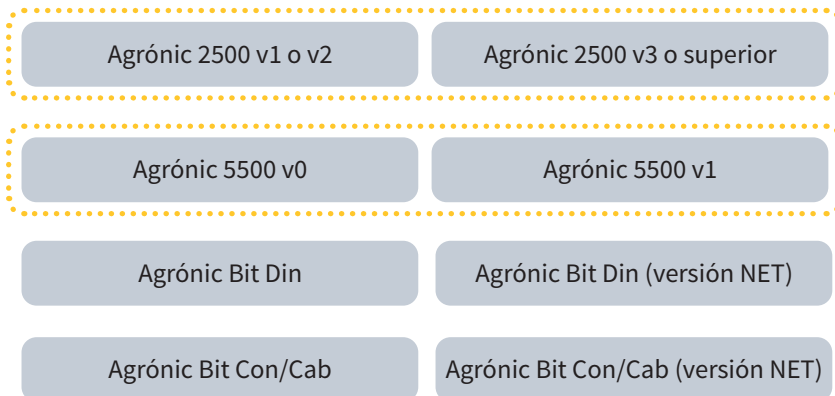 Agrónic 2500 v1 o v2
Agrónic 2500 v3 o superior
Agrónic 5500 v0
Agrónic 5500 v1
Agrónic Bit Din
Agrónic Bit Din (versión NET)
Agrónic Bit Con/Cab
Agrónic Bit Con/Cab (versión NET)